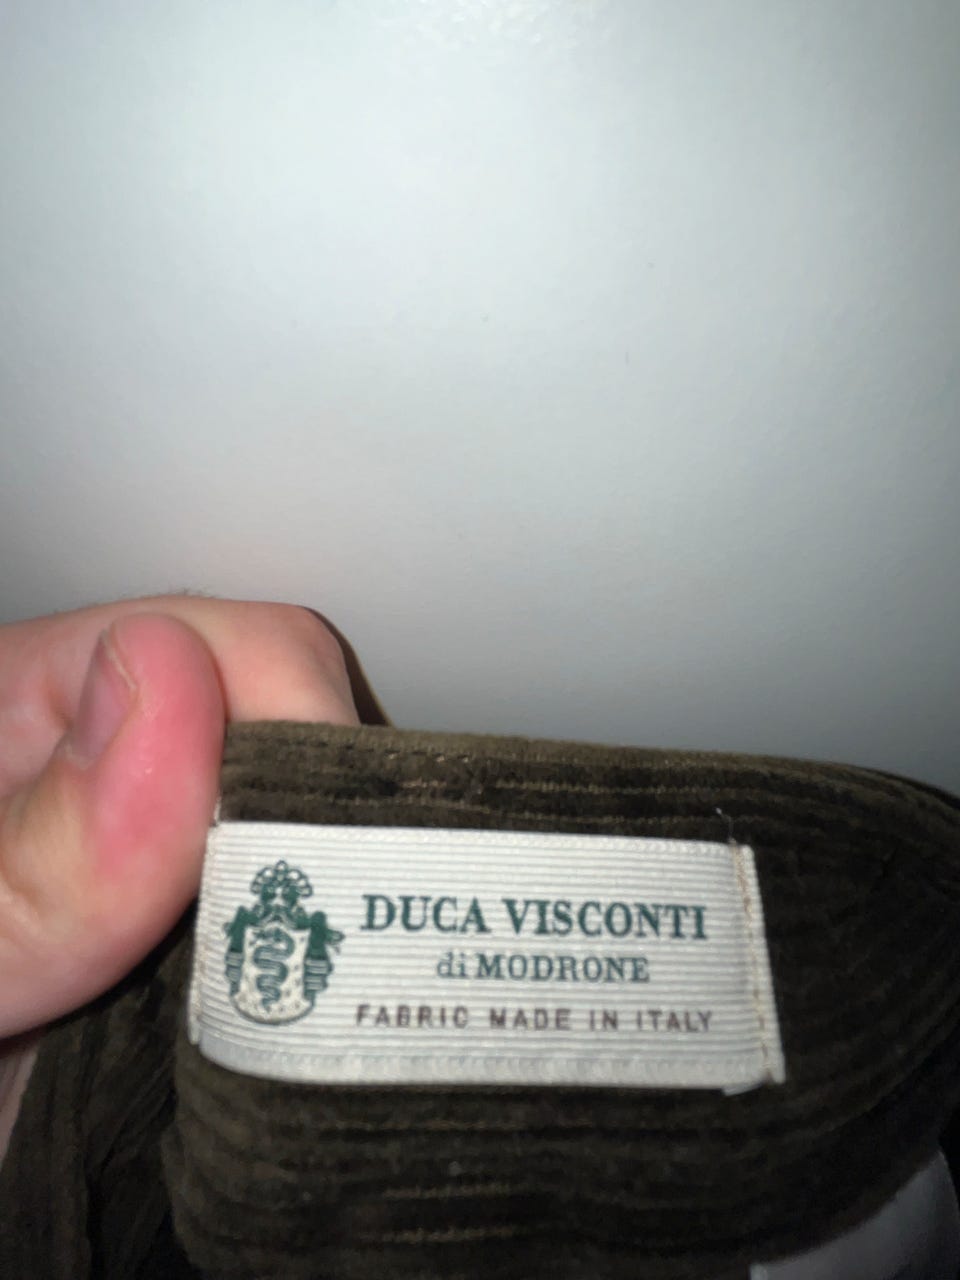 DUCA VISCONTI
di MODRONE
FABRIC MADE IN ITALY